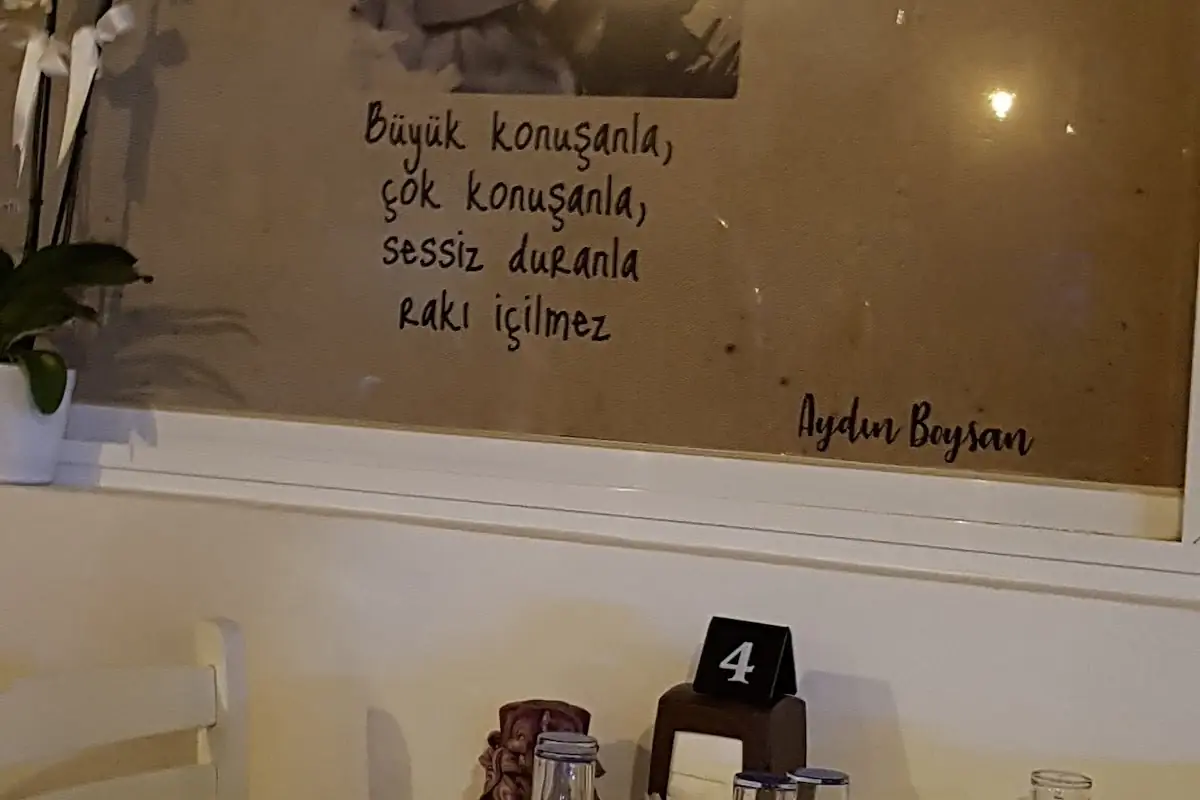 Büyük konuşanla,
çok konuşanla,
sessiz duranla
rakı içilmez
Aydın Boysan
4